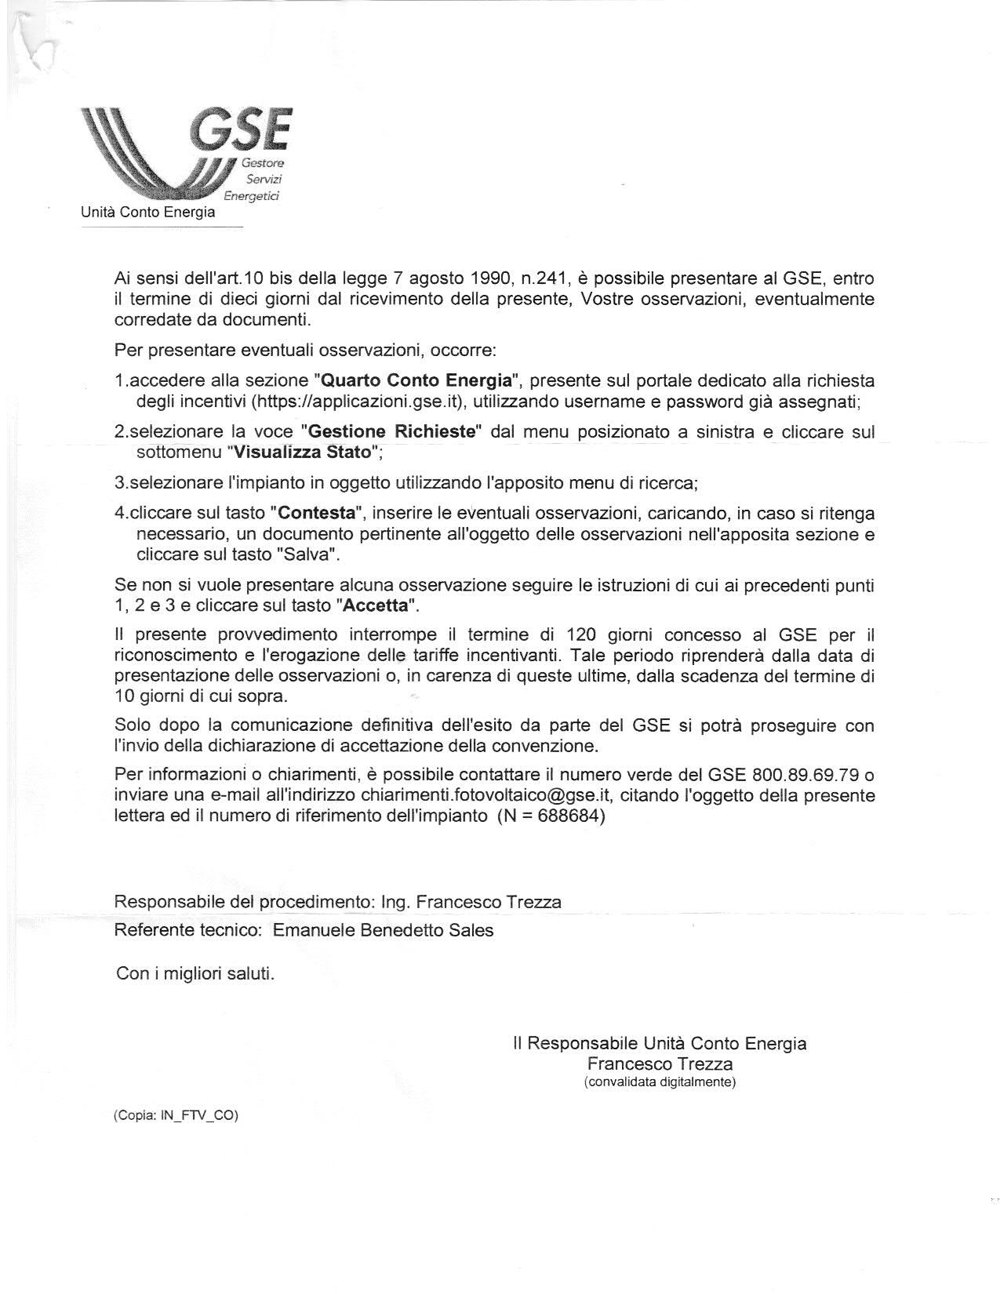 GSE
Gestore
Servizi
Energetici
Unità Conto Energia
Ai sensi dell'art.10 bis della legge 7 agosto 1990, n.241, è possibile presentare al GSE, entro
il termine di dieci giorni dal ricevimento della presente, Vostre osservazioni, eventualmente
corredate da documenti.
Per presentare eventuali osservazioni, occorre:
1.accedere alla sezione "Quarto Conto Energia", presente sul portale dedicato alla richiesta
degli incentivi (https://applicazioni.gse.it), utilizzando username e password già assegnati;
2.selezionare la voce "Gestione Richieste" dal menu posizionato a sinistra e cliccare sul
sottomenu "Visualizza Stato";
3.selezionare l'impianto in oggetto utilizzando l'apposito menu di ricerca;
4.cliccare sul tasto "Contesta", inserire le eventuali osservazioni, caricando, in caso si ritenga
necessario, un documento pertinente all'oggetto delle osservazioni nell'apposita sezione e
cliccare sul tasto "Salva".
Se non si vuole presentare alcuna osservazione seguire le istruzioni di cui ai precedenti punti
1, 2 e 3 e cliccare sul tasto "Accetta".
Il presente provvedimento interrompe il termine di 120 giorni concesso al GSE per il
riconoscimento e l'erogazione delle tariffe incentivanti. Tale periodo riprenderà dalla data di
presentazione delle osservazioni o, in carenza di queste ultime, dalla scadenza del termine di
10 giorni di cui sopra.
Solo dopo la comunicazione definitiva dell'esito da parte del GSE si potrà proseguire con
l'invio della dichiarazione di accettazione della convenzione.
Per informazioni o chiarimenti, è possibile contattare il numero verde del GSE 800.89.69.79 o
inviare una e-mail all'indirizzo chiarimenti.fotovoltaico@gse.it, citando l'oggetto della presente
lettera ed il numero di riferimento dell'impianto (N = 688684)
Responsabile del procedimento: Ing. Francesco Trezza
Referente tecnico: Emanuele Benedetto Sales
Con i migliori saluti.
Il Responsabile Unità Conto Energia
Francesco Trezza
(convalidata digitalmente)
(Copia: IN_FTV_CO)